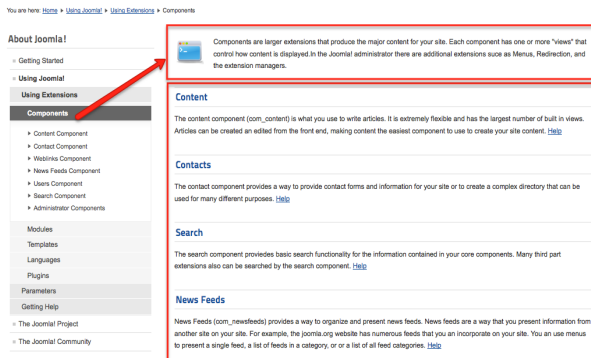 You are here: Home ▸ Using Joomla! ▸ Using Extensions ▸ Components
About Joomla!
Getting Started
Using Joomla!
Using Extensions
Components
Content Component
Contact Component
Weblinks Component
News Feeds Component
Users Component
Search Component
Administrator Components
Modules
Templates
Languages
Plugins
Parameters
Getting Help
The Joomla! Project
The Joomla! Community
Components are larger extensions that produce the major content for your site. Each component has one or more "views" that
control how content is displayed.In the Joomla! administrator there are additional extensions suce as Menus, Redirection, and
the extension managers.
Content
The content component (com_content) is what you use to write articles. It is extremely flexible and has the largest number of built in views.
Articles can be created an edited from the front end, making content the easiest component to use to create your site content. Help
Contacts
The contact component provides a way to provide contact forms and information for your site or to create a complex directory that can be
used for many different purposes. Help
Search
The search component proviedes basic search functionality for the information contained in your core components. Many third part
extensions also can be searched by the search component. Help
News Feeds
News Feeds (com_newsfeeds) provides a way to organize and present news feeds. News feeds are a way that you present information from
another site on your site. For example, the joomla.org website has numerous feeds that you an incorporate on your site. You an use menus
to present a single feed, a list of feeds in a category, or or a list of all feed categories. Help